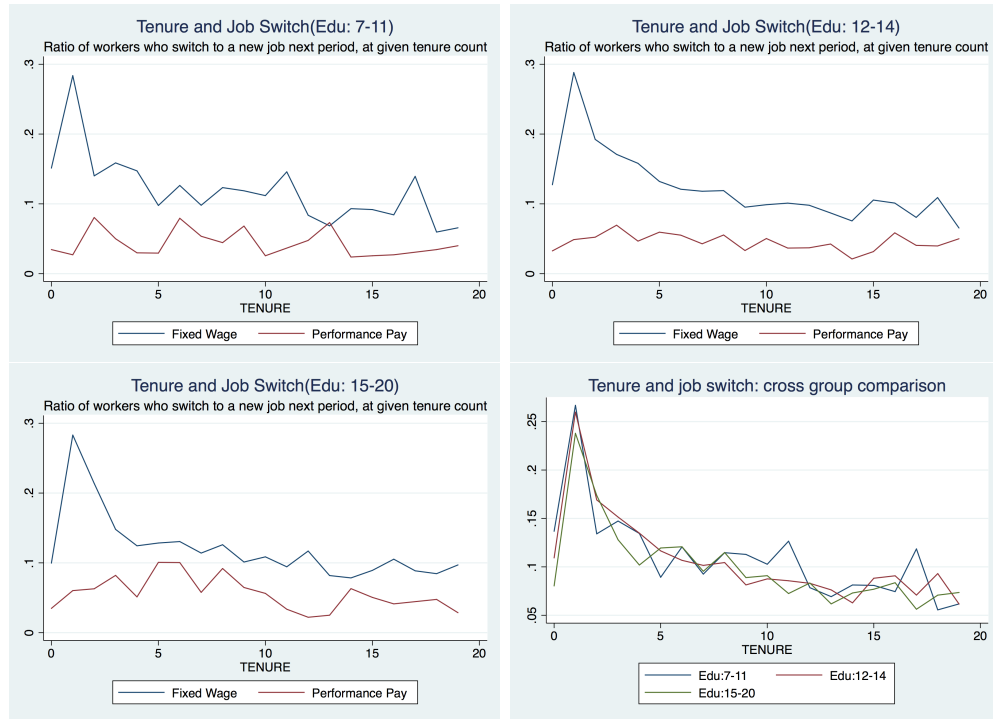 Tenure and Job Switch(Edu: 7-11)
Ratio of workers who switch to a new job next period, at given tenure count
.3
.2
.1
0
0 5 10 15 20
TENURE
Fixed Wage Performance Pay
Tenure and Job Switch(Edu: 12-14)
Ratio of workers who switch to a new job next period, at given tenure count
.3
.2
.1
0
0 5 10 15 20
TENURE
Fixed Wage Performance Pay
Tenure and Job Switch(Edu: 15-20)
Ratio of workers who switch to a new job next period, at given tenure count
.3
.2
.1
0
0 5 10 15 20
TENURE
Fixed Wage Performance Pay
Tenure and job switch: cross group comparison
.25
.2
.15
.1
.05
0 5 10 15 20
TENURE
Edu:7-11 Edu:12-14
Edu:15-20